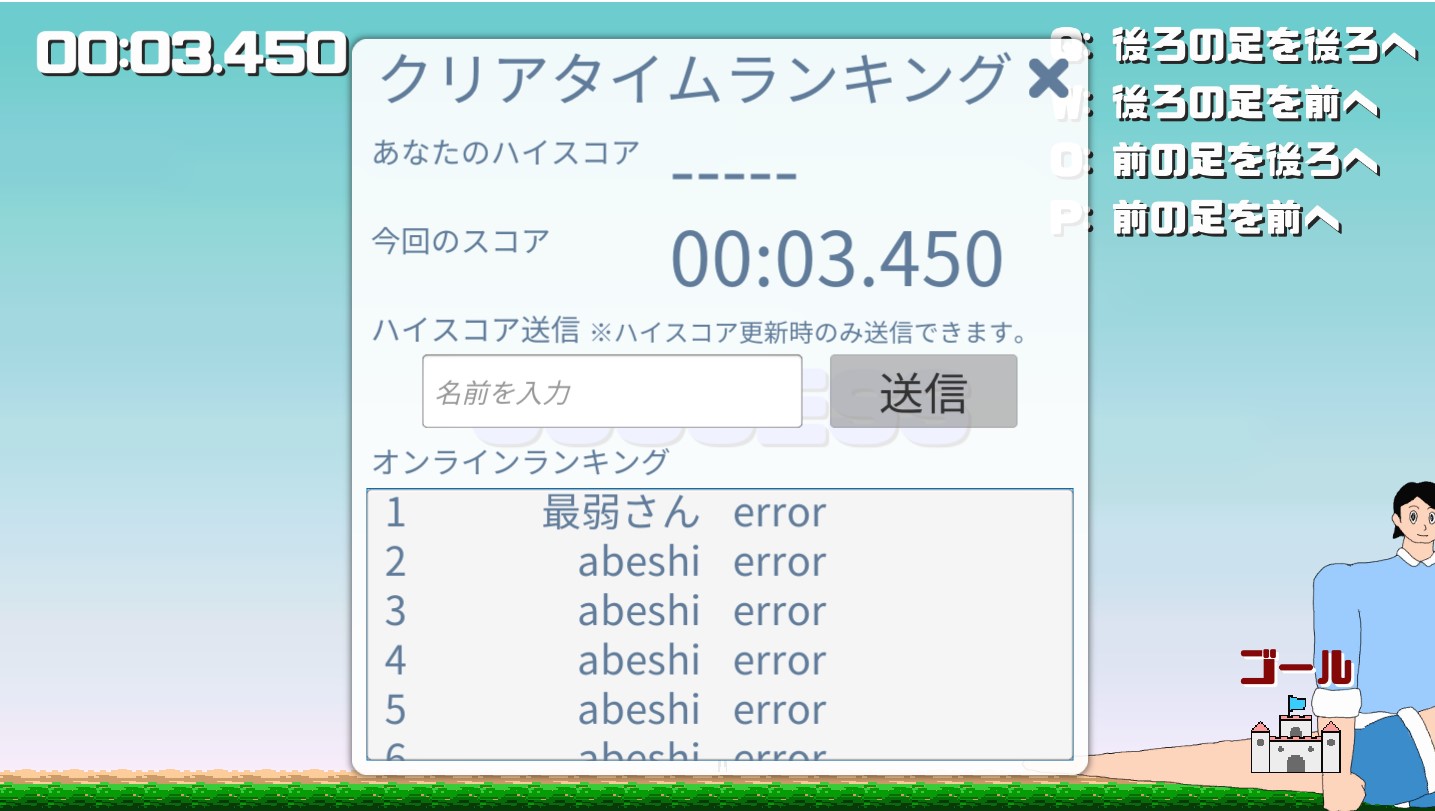 00:03.450
クリアタイムランキング
あなたのハイスコア
-----
今回のスコア
00:03.450
ハイスコア送信 ※ハイスコア更新時のみ送信できます。
名前を入力
送信
オンラインランキング
1 最弱さん error
2 abeshi error
3 abeshi error
4 abeshi error
5 abeshi error
6 abeshi error
: 後ろの足を後ろへ
W: 後ろの足を前へ
O: 前の足を後ろへ
P: 前の足を前へ
ゴール